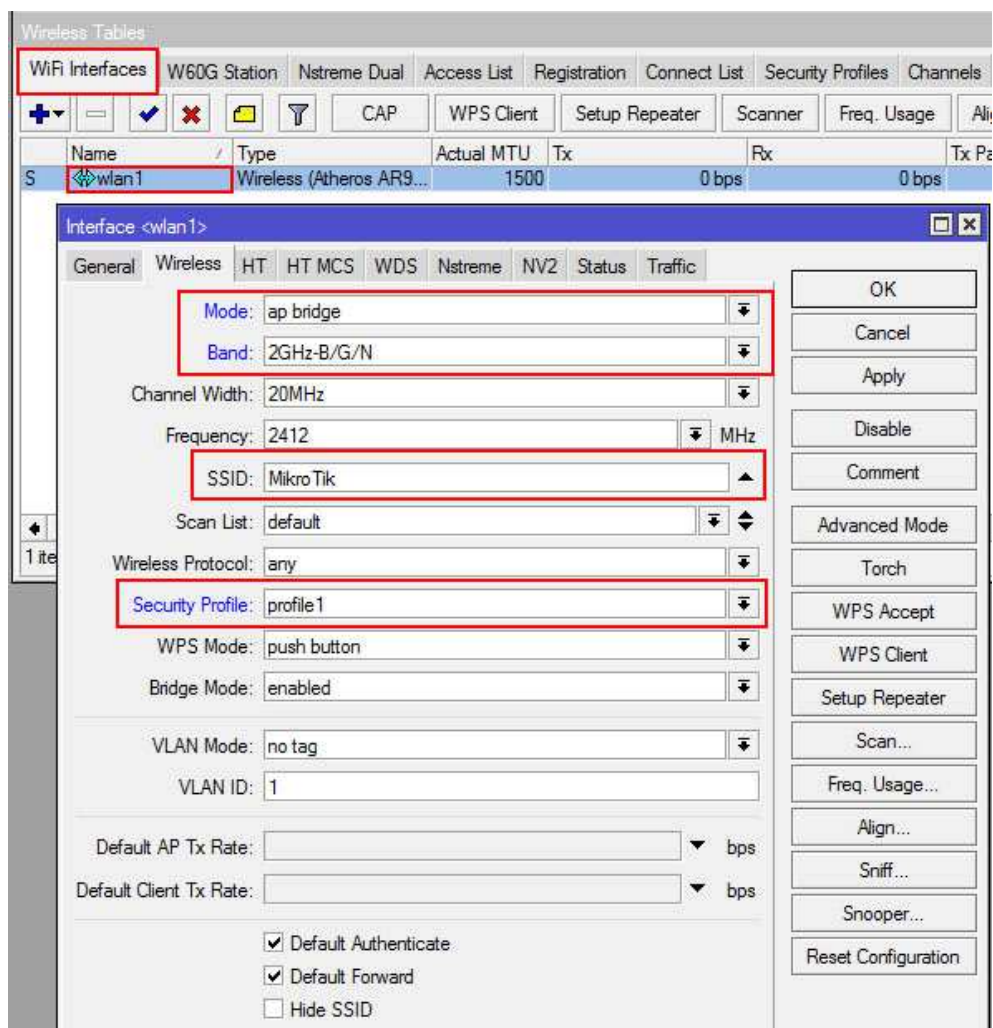 Wireless Tables
WiFi Interfaces W60G Station Nstreme Dual Access List Registration Connect List Security Profiles Channels
CAP WPS Client Setup Repeater Scanner Freq. Usage
Name Type Actual MTU Tx Rx Tx
S wlan1 Wireless (Atheros AR9... 1500 0 bps 0 bps
Interface <wlan1>
General Wireless HT HT MCS WDS Nstreme NV2 Status Traffic
OK
Mode: ap bridge
Cancel
Band: 2GHz-B/G/N
Apply
Channel Width: 20MHz
Disable
Frequency: 2412 MHz
Comment
SSID: MikroTik
Scan List: default
Advanced Mode
1 ite
Wireless Protocol: any
Torch
Security Profile: profile1
WPS Accept
WPS Mode: push button
WPS Client
Bridge Mode: enabled
Setup Repeater
VLAN Mode: no tag
Scan...
VLAN ID: 1
Freq. Usage...
Align...
Default AP Tx Rate: bps
Sniff...
Default Client Tx Rate: bps
Snooper...
Default Authenticate
Reset Configuration
Default Forward
Hide SSID